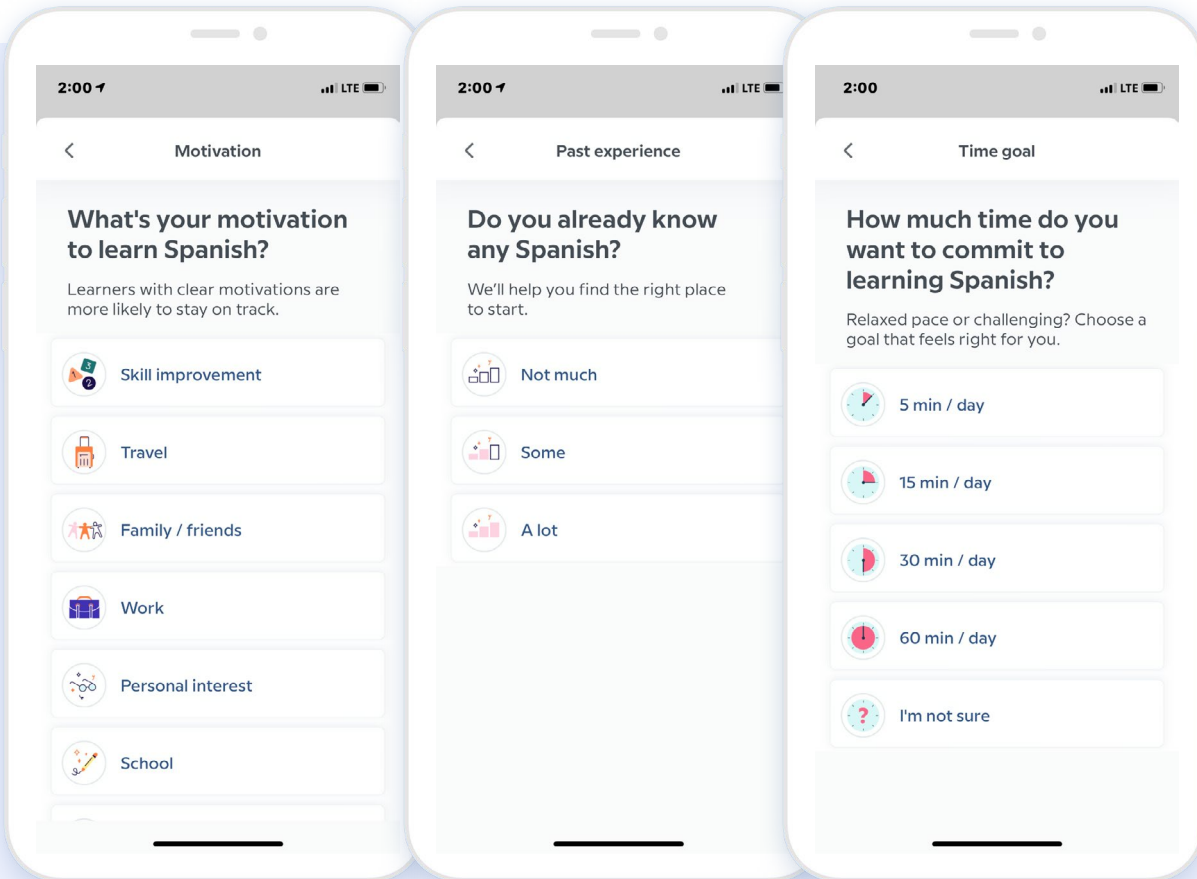 2:00
LTE
Motivation
What's your motivation
to learn Spanish?
Learners with clear motivations are
more likely to stay on track.
3
1
2
Skill improvement
Travel
Family / friends
Work
Personal interest
School
2:00
LTE
Past experience
Do you already know
any Spanish?
We'll help you find the right place
to start.
?
Not much
?
Some
?
A lot
2:00
LTE
Time goal
How much time do you
want to commit to
learning Spanish?
Relaxed pace or challenging? Choose a
goal that feels right for you.
5 min / day
15 min / day
30 min / day
60 min / day
?
I'm not sure